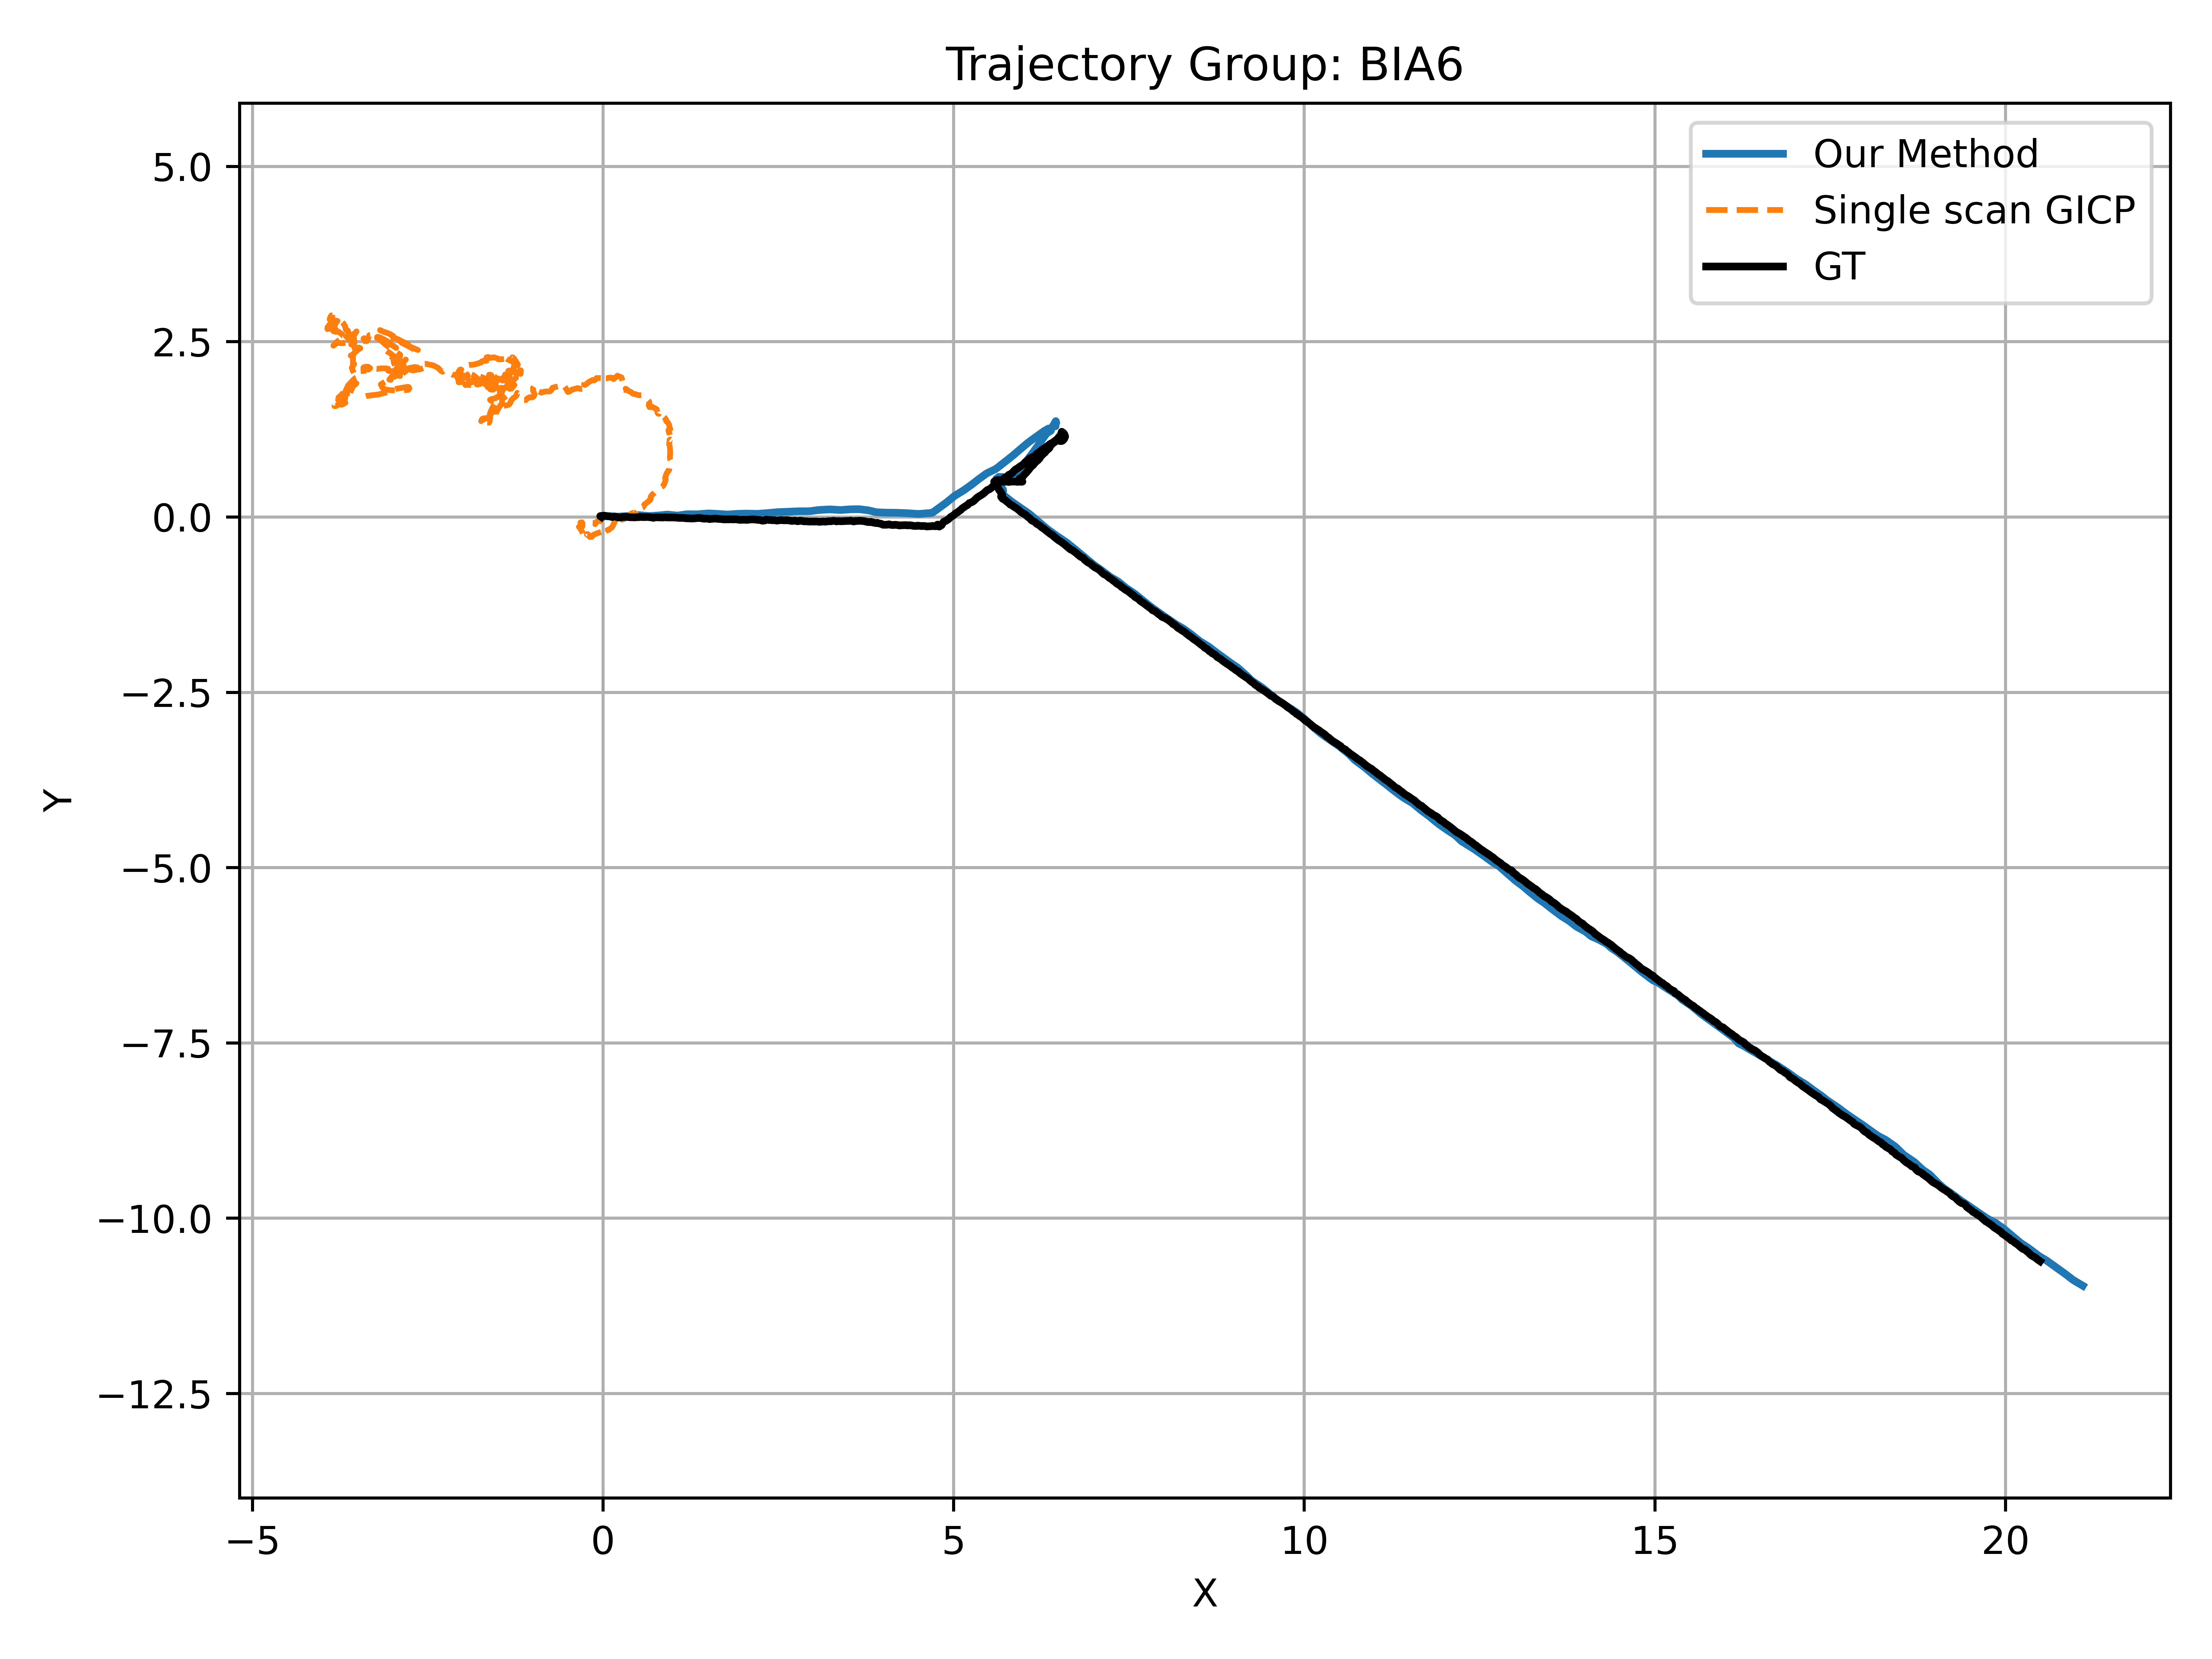 Trajectory Group: BIA6
Our Method
Single scan GICP
GT
5.0
2.5
0.0
−2.5
−5.0
−7.5
−10.0
−12.5
Y
−5 0 5 10 15 20
X